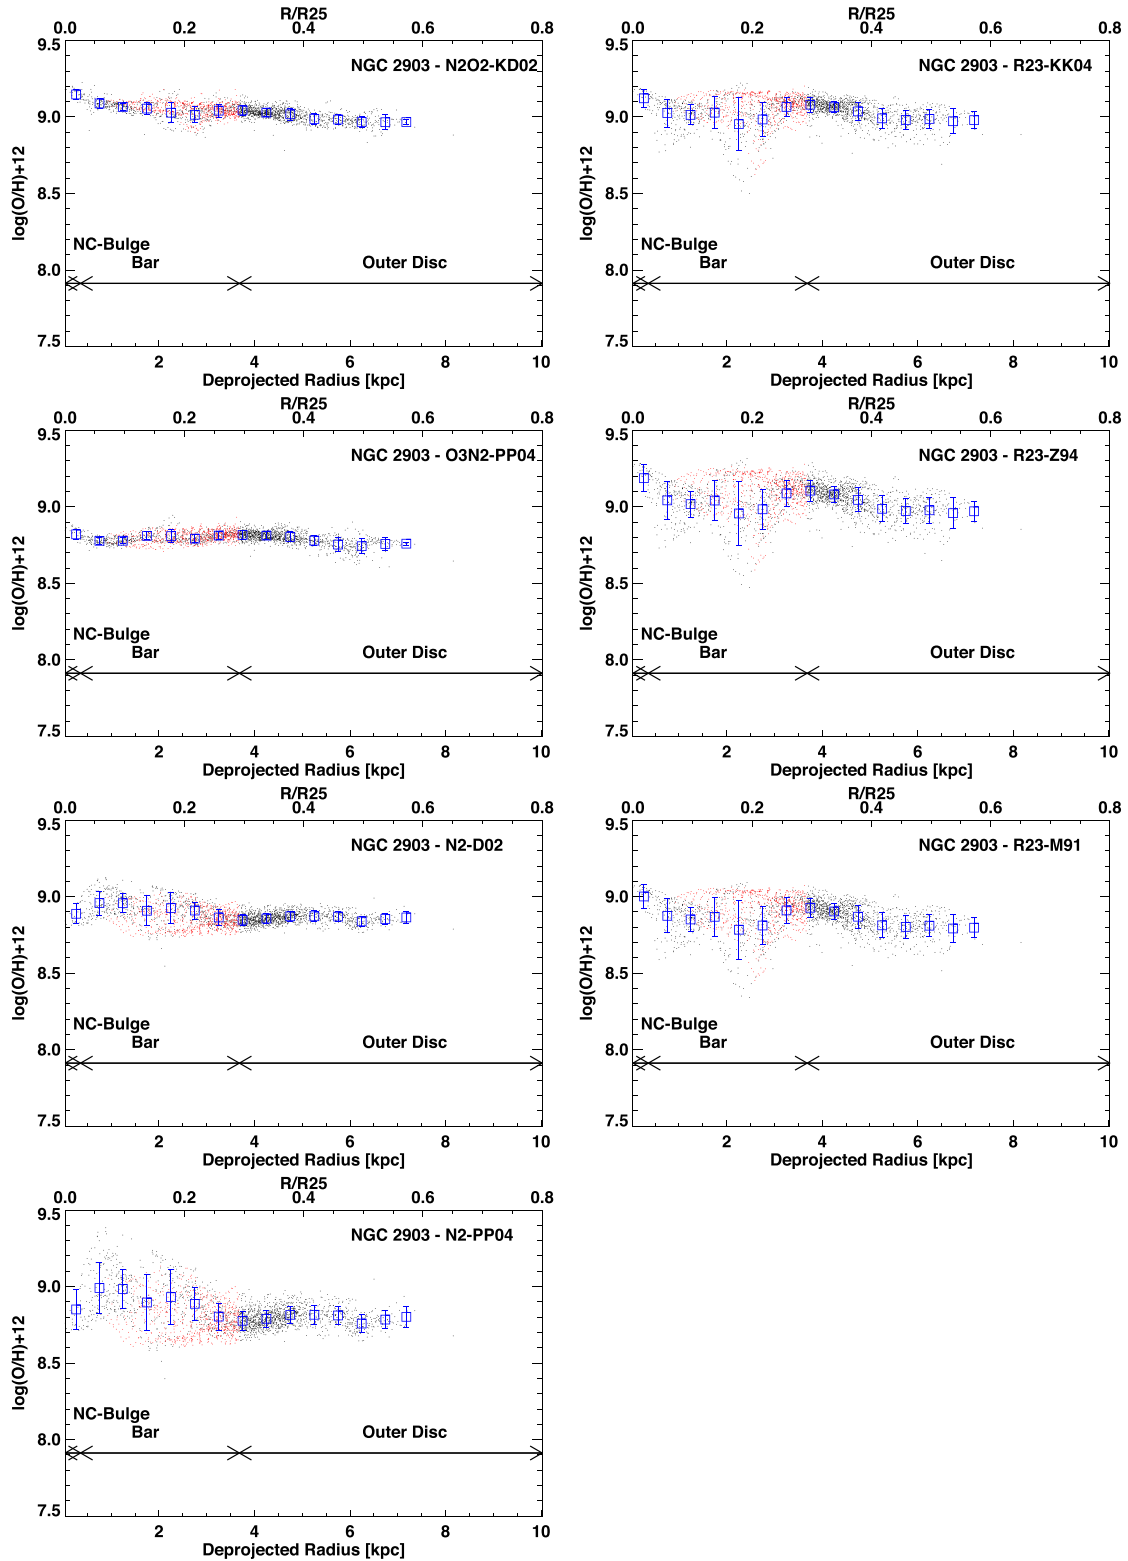 R/R25
0.0 0.2 0.4 0.6 0.8
9.5
NGC 2903 - N2O2-KD02
9.0
log(O/H)+12
8.5
NC-Bulge
Bar
Outer Disc
8.0
7.5
2 4 6 8 10
Deprojected Radius [kpc]
R/R25
0.0 0.2 0.4 0.6 0.8
9.5
NGC 2903 - R23-KK04
9.0
log(O/H)+12
8.5
NC-Bulge
Bar
Outer Disc
8.0
7.5
2 4 6 8 10
Deprojected Radius [kpc]
R/R25
0.0 0.2 0.4 0.6 0.8
9.5
NGC 2903 - O3N2-PP04
9.0
log(O/H)+12
8.5
NC-Bulge
Bar
Outer Disc
8.0
7.5
2 4 6 8 10
Deprojected Radius [kpc]
R/R25
0.0 0.2 0.4 0.6 0.8
9.5
NGC 2903 - R23-Z94
9.0
log(O/H)+12
8.5
NC-Bulge
Bar
Outer Disc
8.0
7.5
2 4 6 8 10
Deprojected Radius [kpc]
R/R25
0.0 0.2 0.4 0.6 0.8
9.5
NGC 2903 - N2-D02
9.0
log(O/H)+12
8.5
NC-Bulge
Bar
Outer Disc
8.0
7.5
2 4 6 8 10
Deprojected Radius [kpc]
R/R25
0.0 0.2 0.4 0.6 0.8
9.5
NGC 2903 - R23-M91
9.0
log(O/H)+12
8.5
NC-Bulge
Bar
Outer Disc
8.0
7.5
2 4 6 8 10
Deprojected Radius [kpc]
R/R25
0.0 0.2 0.4 0.6 0.8
9.5
NGC 2903 - N2-PP04
9.0
log(O/H)+12
8.5
NC-Bulge
Bar
Outer Disc
8.0
7.5
2 4 6 8 10
Deprojected Radius [kpc]